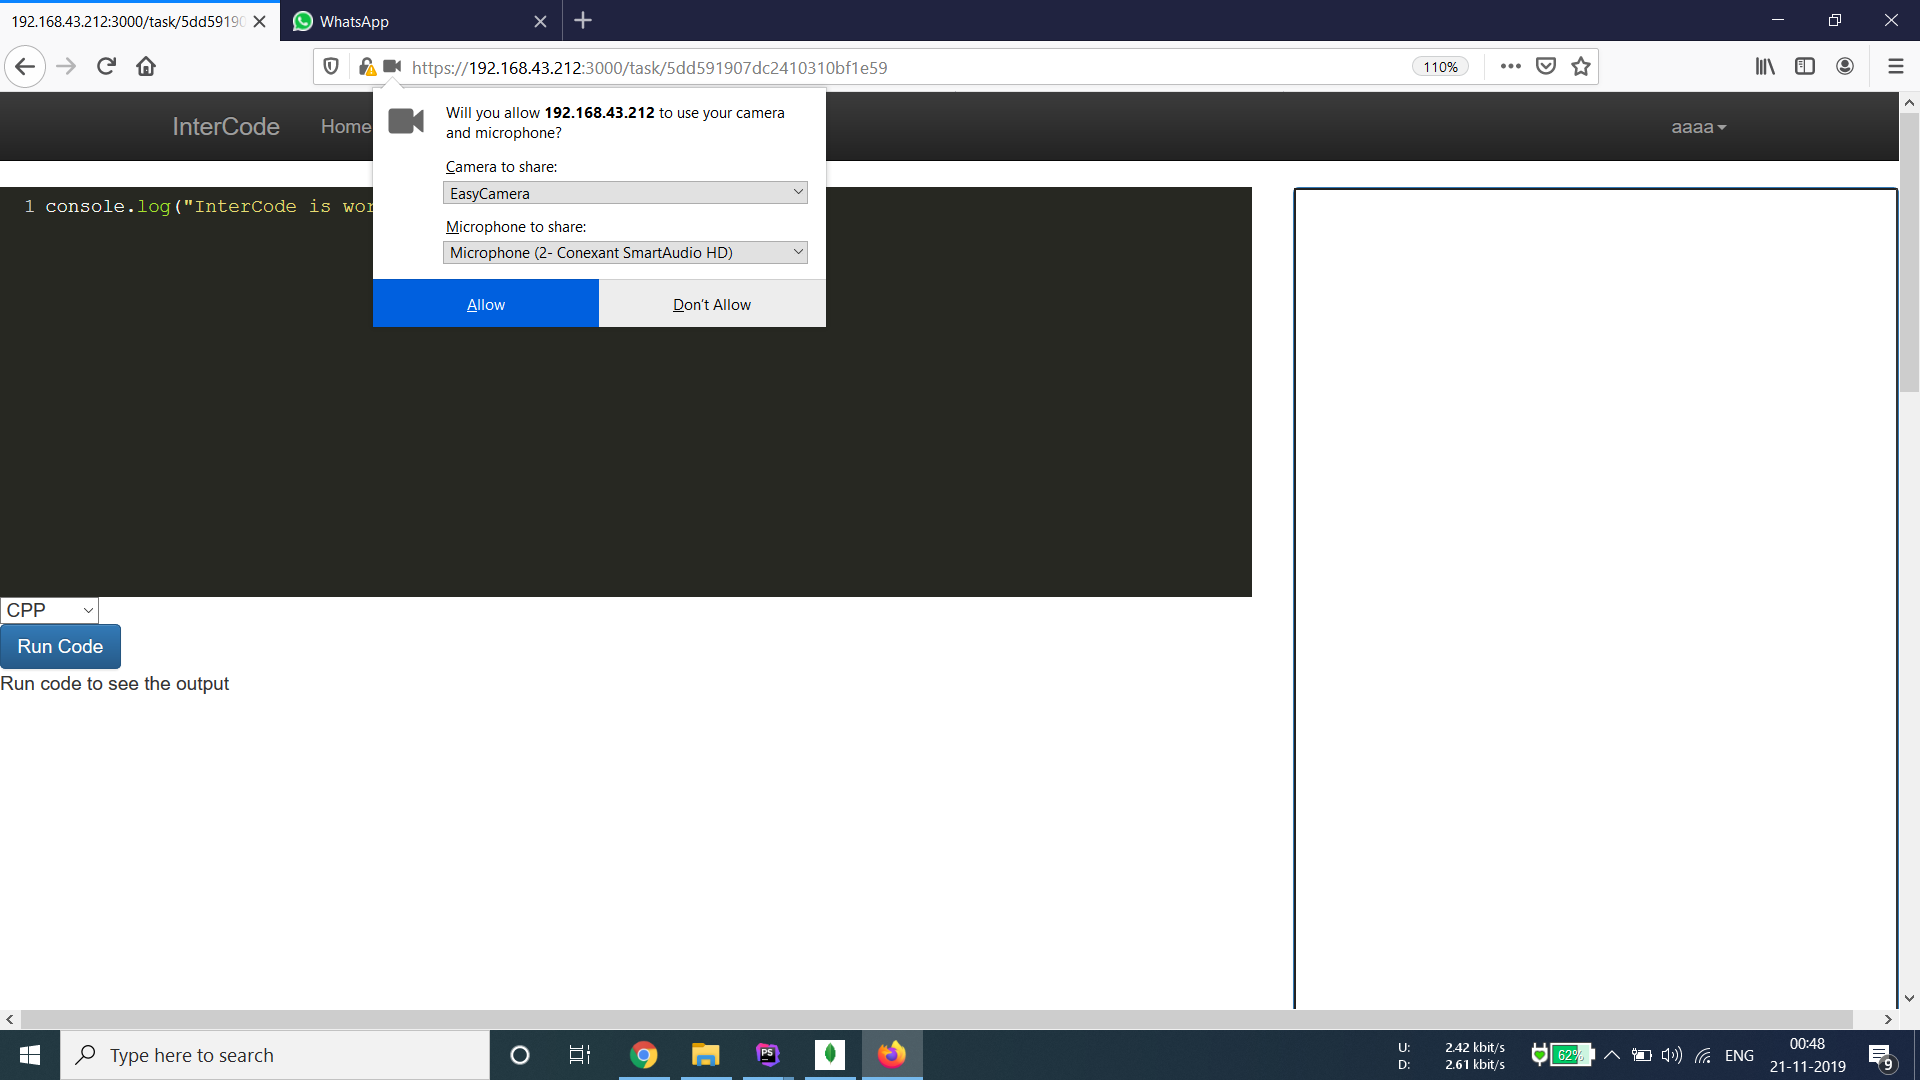 192.168.43.212:3000/task/5dd5919
WhatsApp
https://192.168.43.212:3000/task/5dd591907dc2410310bf1e59
110%
Will you allow 192.168.43.212 to use your camera
and microphone?
Camera to share:
EasyCamera
Microphone to share:
Microphone (2- Conexant SmartAudio HD)
Allow
Don't Allow
InterCode
Home
aaaa
1 console.log("InterCode is wor
CPP
Run Code
Run code to see the output
Type here to search
PS
U: 2.42 kbit/s
D: 2.61 kbit/s
62%
ENG
00:48
21-11-2019
9